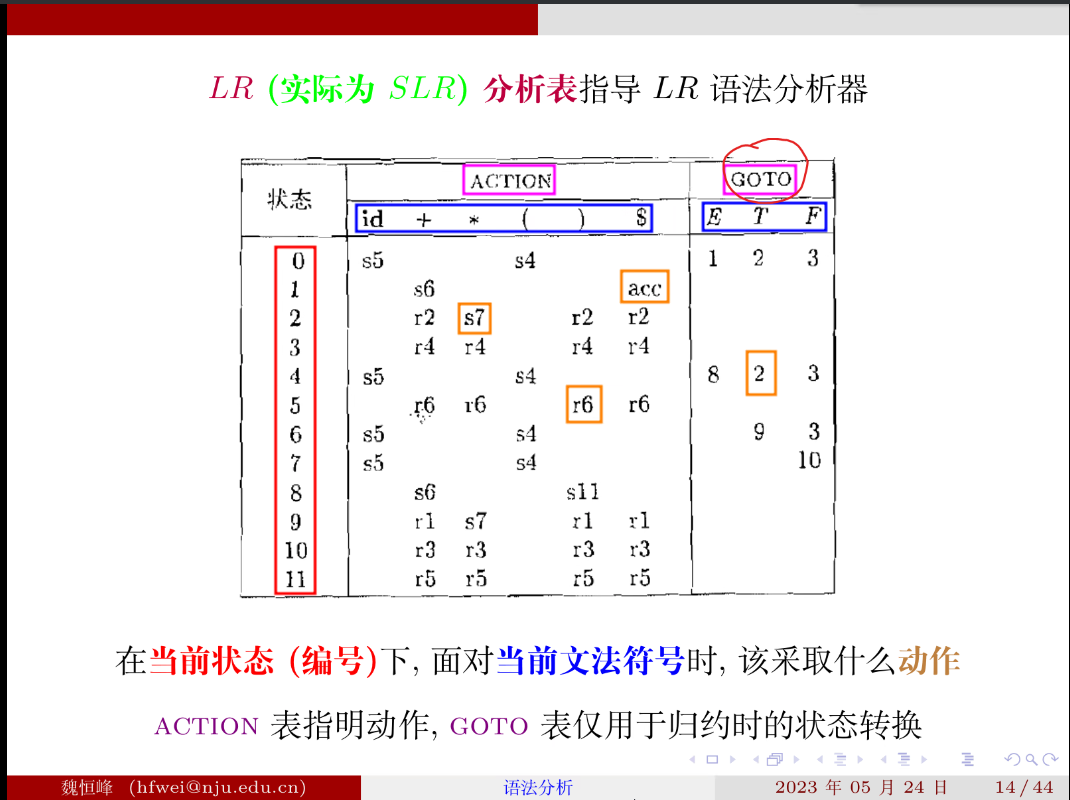 LR (实际为 SLR) 分析表指导 LR 语法分析器
状态 ACTION GOTO
id + * ( ) $ E T F
0 s5 s4 1 2 3
1 s6 acc
2 r2 s7 r2 r2
3 r4 r4 r4 r4
4 s5 s4 8 2 3
5 r6 r6 r6 r6
6 s5 s4 9 3
7 s5 s4 10
8 s6 s11
9 r1 s7 r1 r1
10 r3 r3 r3 r3
11 r5 r5 r5 r5
在当前状态 (编号)下, 面对当前文法符号时, 该采取什么动作
ACTION 表指明动作, GOTO 表仅用于归约时的状态转换
魏恒峰 (hfwei@nju.edu.cn) 语法分析 2023 年 05 月 24 日 14 / 44